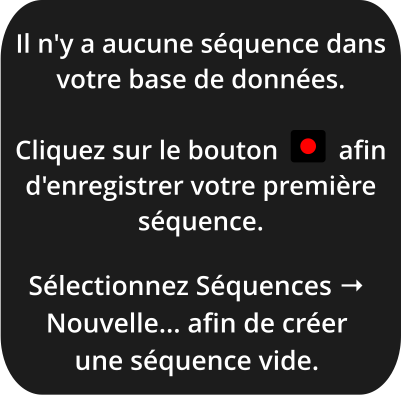 Il n'y a aucune séquence dans
votre base de données.
Cliquez sur le bouton afin
d'enregistrer votre première
séquence.
Sélectionnez Séquences →
Nouvelle... afin de créer
une séquence vide.